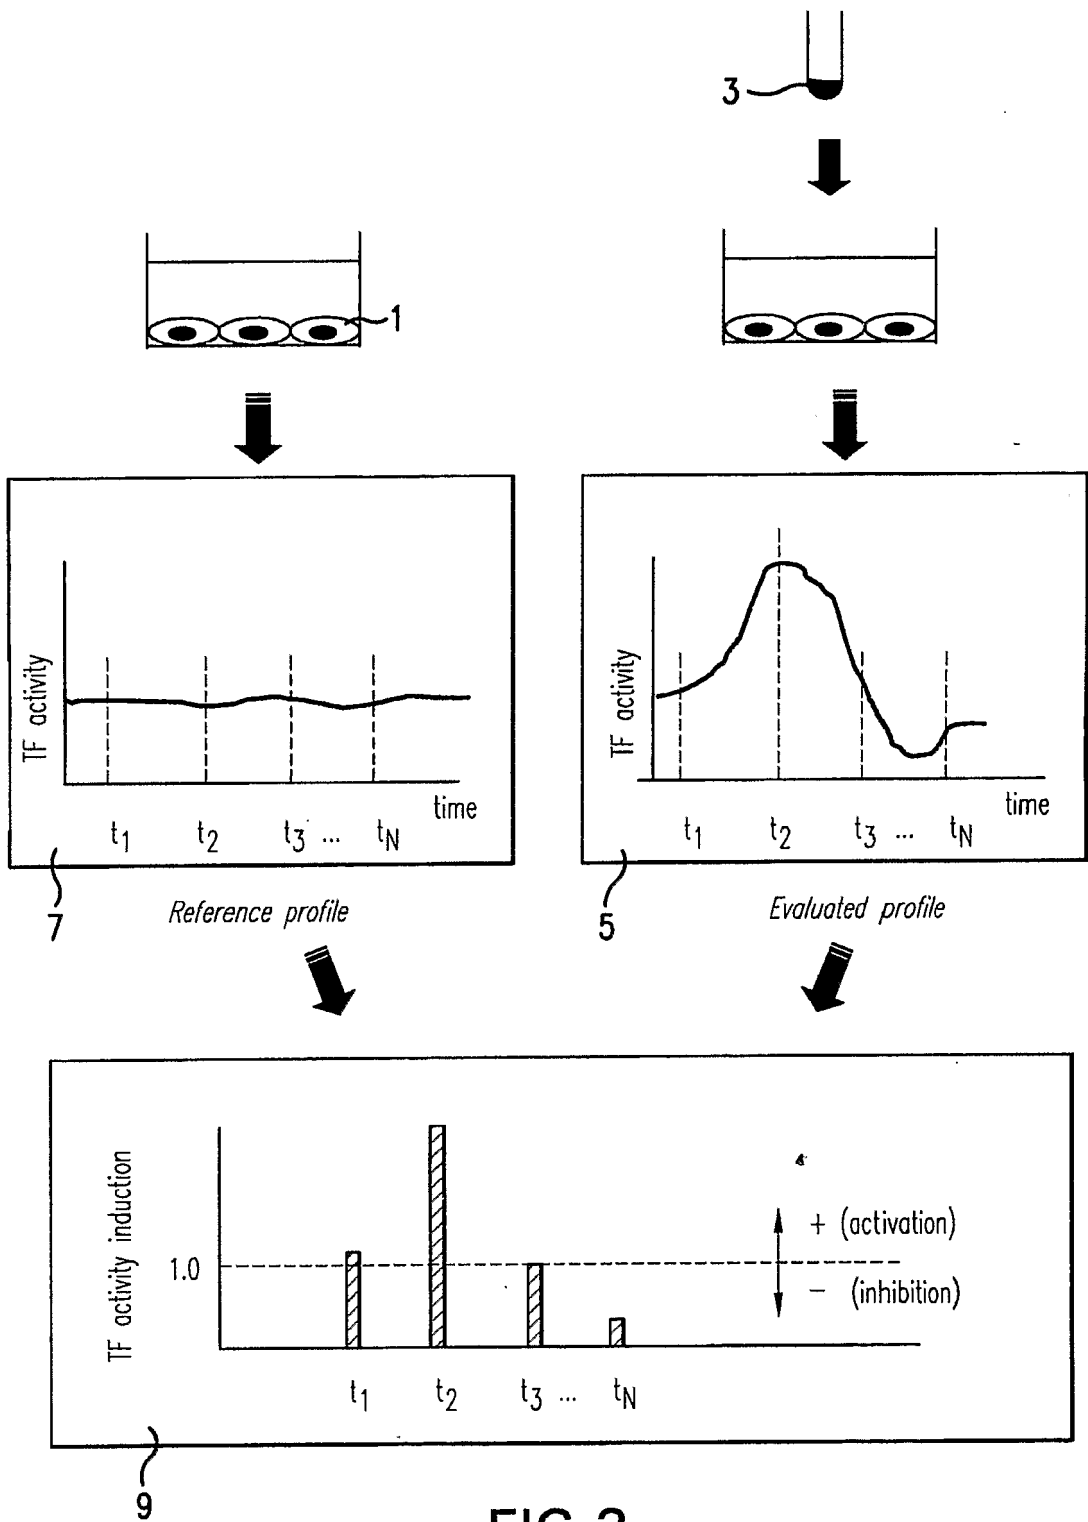 3
1
TF activity
time
t1 t2 t3 ... tN
7
Reference profile
TF activity
time
t1 t2 t3 ... tN
5
Evaluated profile
TF activity induction
1.0
+ (activation)
− (inhibition)
t1 t2 t3 ... tN
9